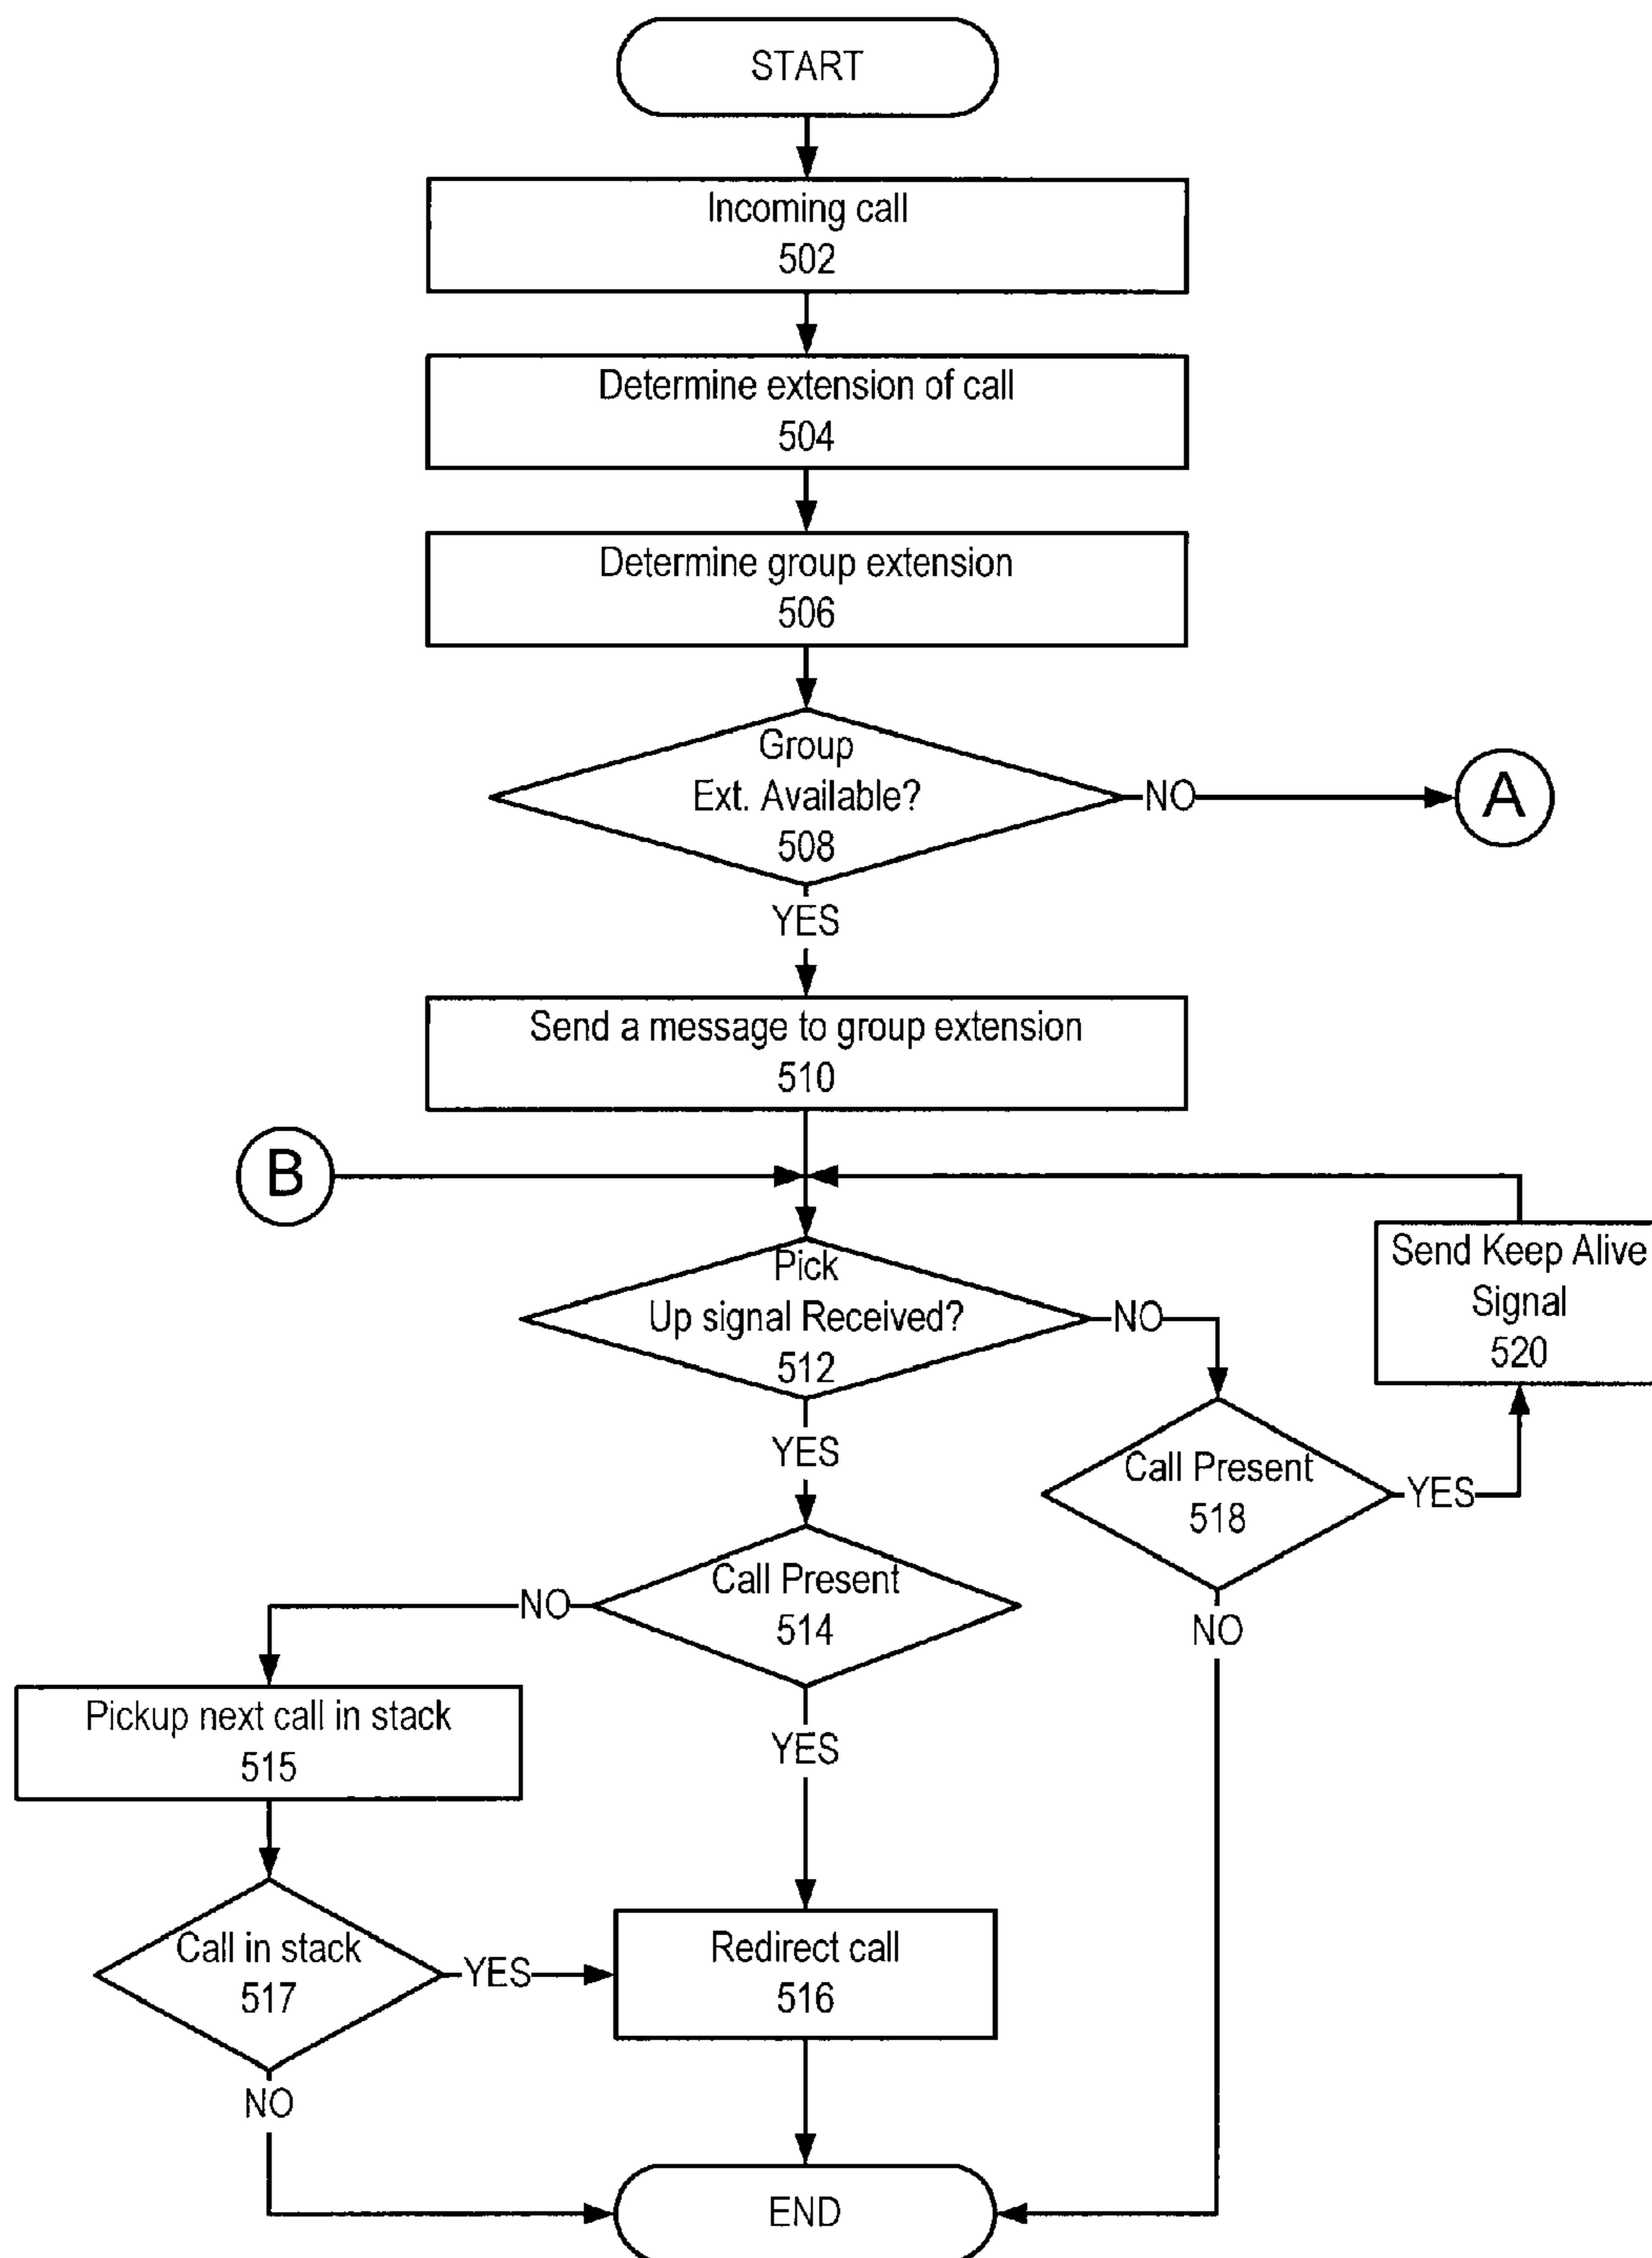 START
Incoming call
502
Determine extension of call
504
Determine group extension
506
Group
Ext. Available?
508
NO
A
YES
Send a message to group extension
510
B
Send Keep Alive
Signal
520
Pick
Up signal Received?
512
NO
YES
Call Present
518
YES
NO
Call Present
514
NO
YES
Pickup next call in stack
515
Call in stack
517
YES
Redirect call
516
NO
END